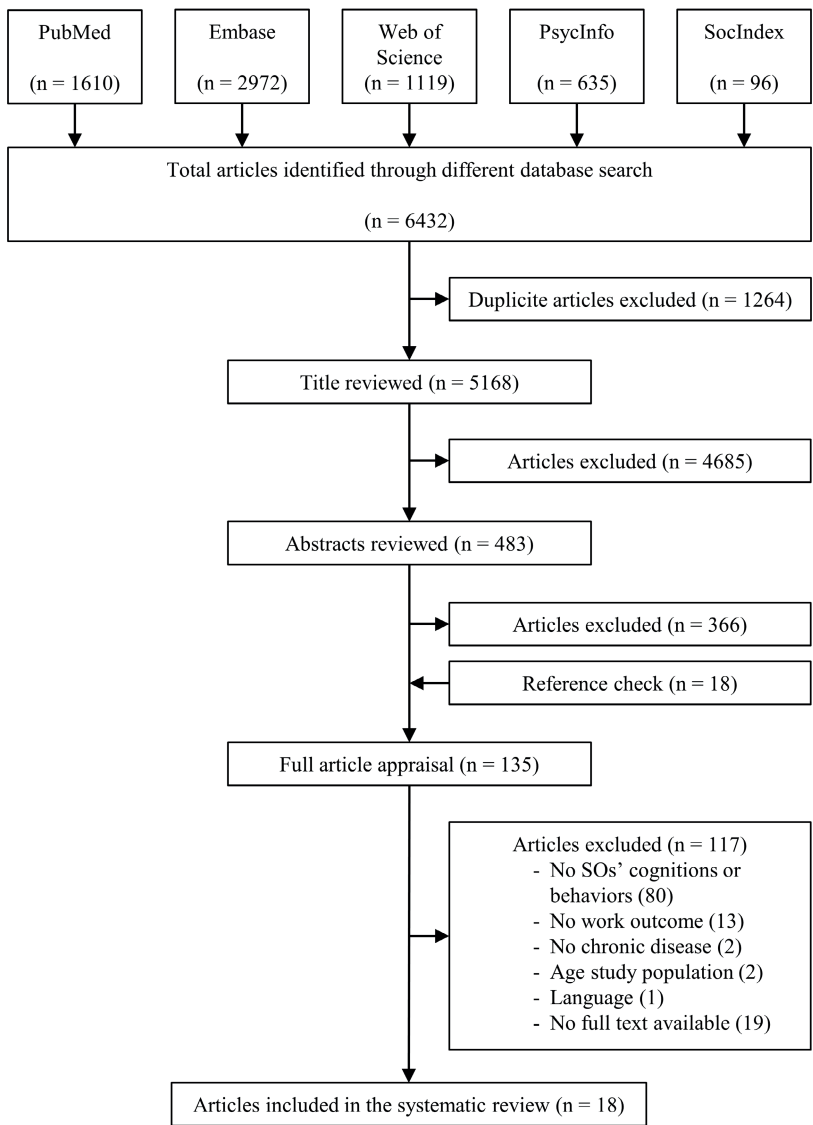 PubMed
(n = 1610)
Embase
(n = 2972)
Web of
Science
(n = 1119)
PsycInfo
(n = 635)
SocIndex
(n = 96)
Total articles identified through different database search
(n = 6432)
Duplicite articles excluded (n = 1264)
Title reviewed (n = 5168)
Articles excluded (n = 4685)
Abstracts reviewed (n = 483)
Articles excluded (n = 366)
Reference check (n = 18)
Full article appraisal (n = 135)
Articles excluded (n = 117)
- No SOs’ cognitions or
behaviors (80)
- No work outcome (13)
- No chronic disease (2)
- Age study population (2)
- Language (1)
- No full text available (19)
Articles included in the systematic review (n = 18)